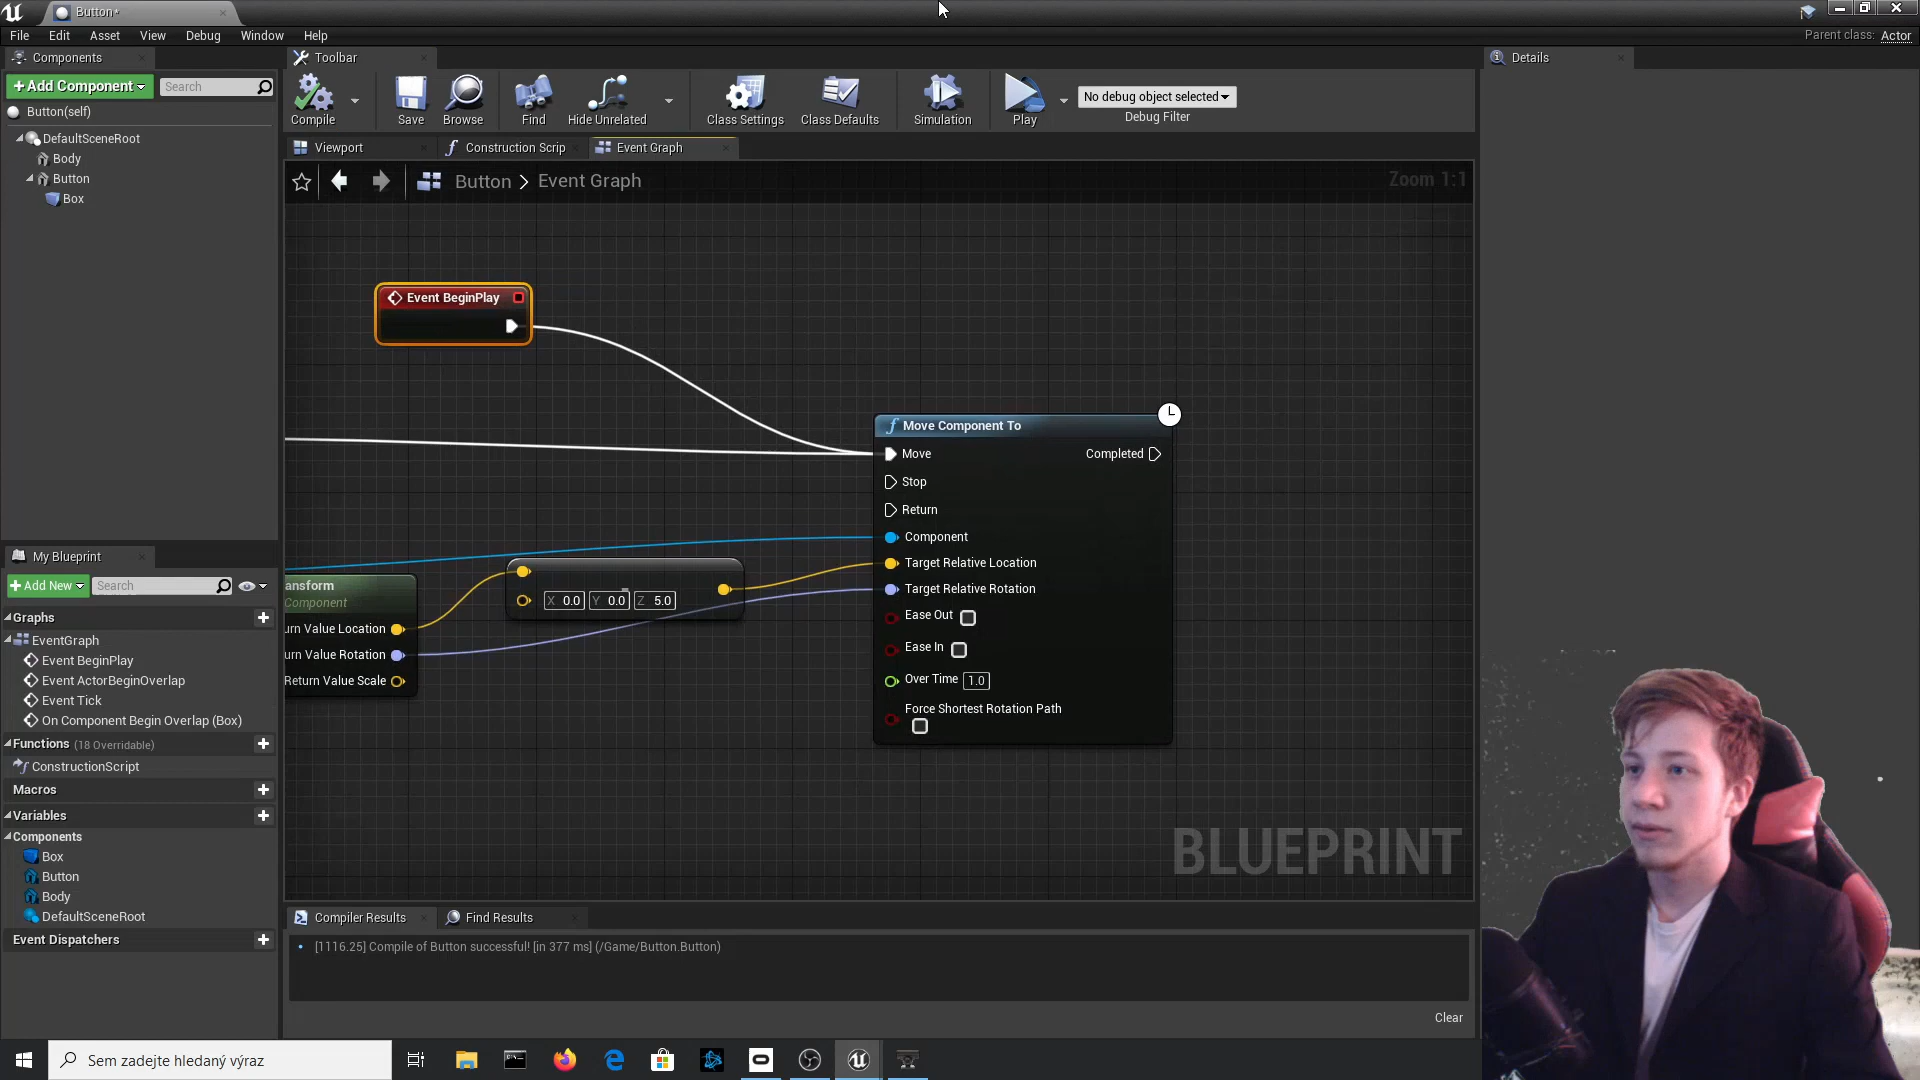 Button*
File Edit Asset View Debug Window Help
Parent class: Actor
Components
Toolbar
Details
+Add Component
Search
Button(self)
DefaultSceneRoot
Body
Button
Box
Compile
Save
Browse
Find
Hide Unrelated
Class Settings
Class Defaults
Simulation
Play
No debug object selected
Debug Filter
Viewport
Construction Scrip
Event Graph
Button > Event Graph
Zoom 1:1
Event BeginPlay
Move Component To
Move
Completed
Stop
Return
Component
Target Relative Location
Target Relative Rotation
Ease Out
Ease In
Over Time 1.0
Force Shortest Rotation Path
X 0.0 Y 0.0 Z 5.0
ansform
Component
urn Value Location
urn Value Rotation
Return Value Scale
BLUEPRINT
My Blueprint
+Add New
Search
Graphs
EventGraph
Event BeginPlay
Event ActorBeginOverlap
Event Tick
On Component Begin Overlap (Box)
Functions (18 Overridable)
ConstructionScript
Macros
Variables
Components
Box
Button
Body
DefaultSceneRoot
Event Dispatchers
Compiler Results
Find Results
[1116.25] Compile of Button successful! [in 377 ms] (/Game/Button.Button)
Clear
Sem zadejte hledaný výraz